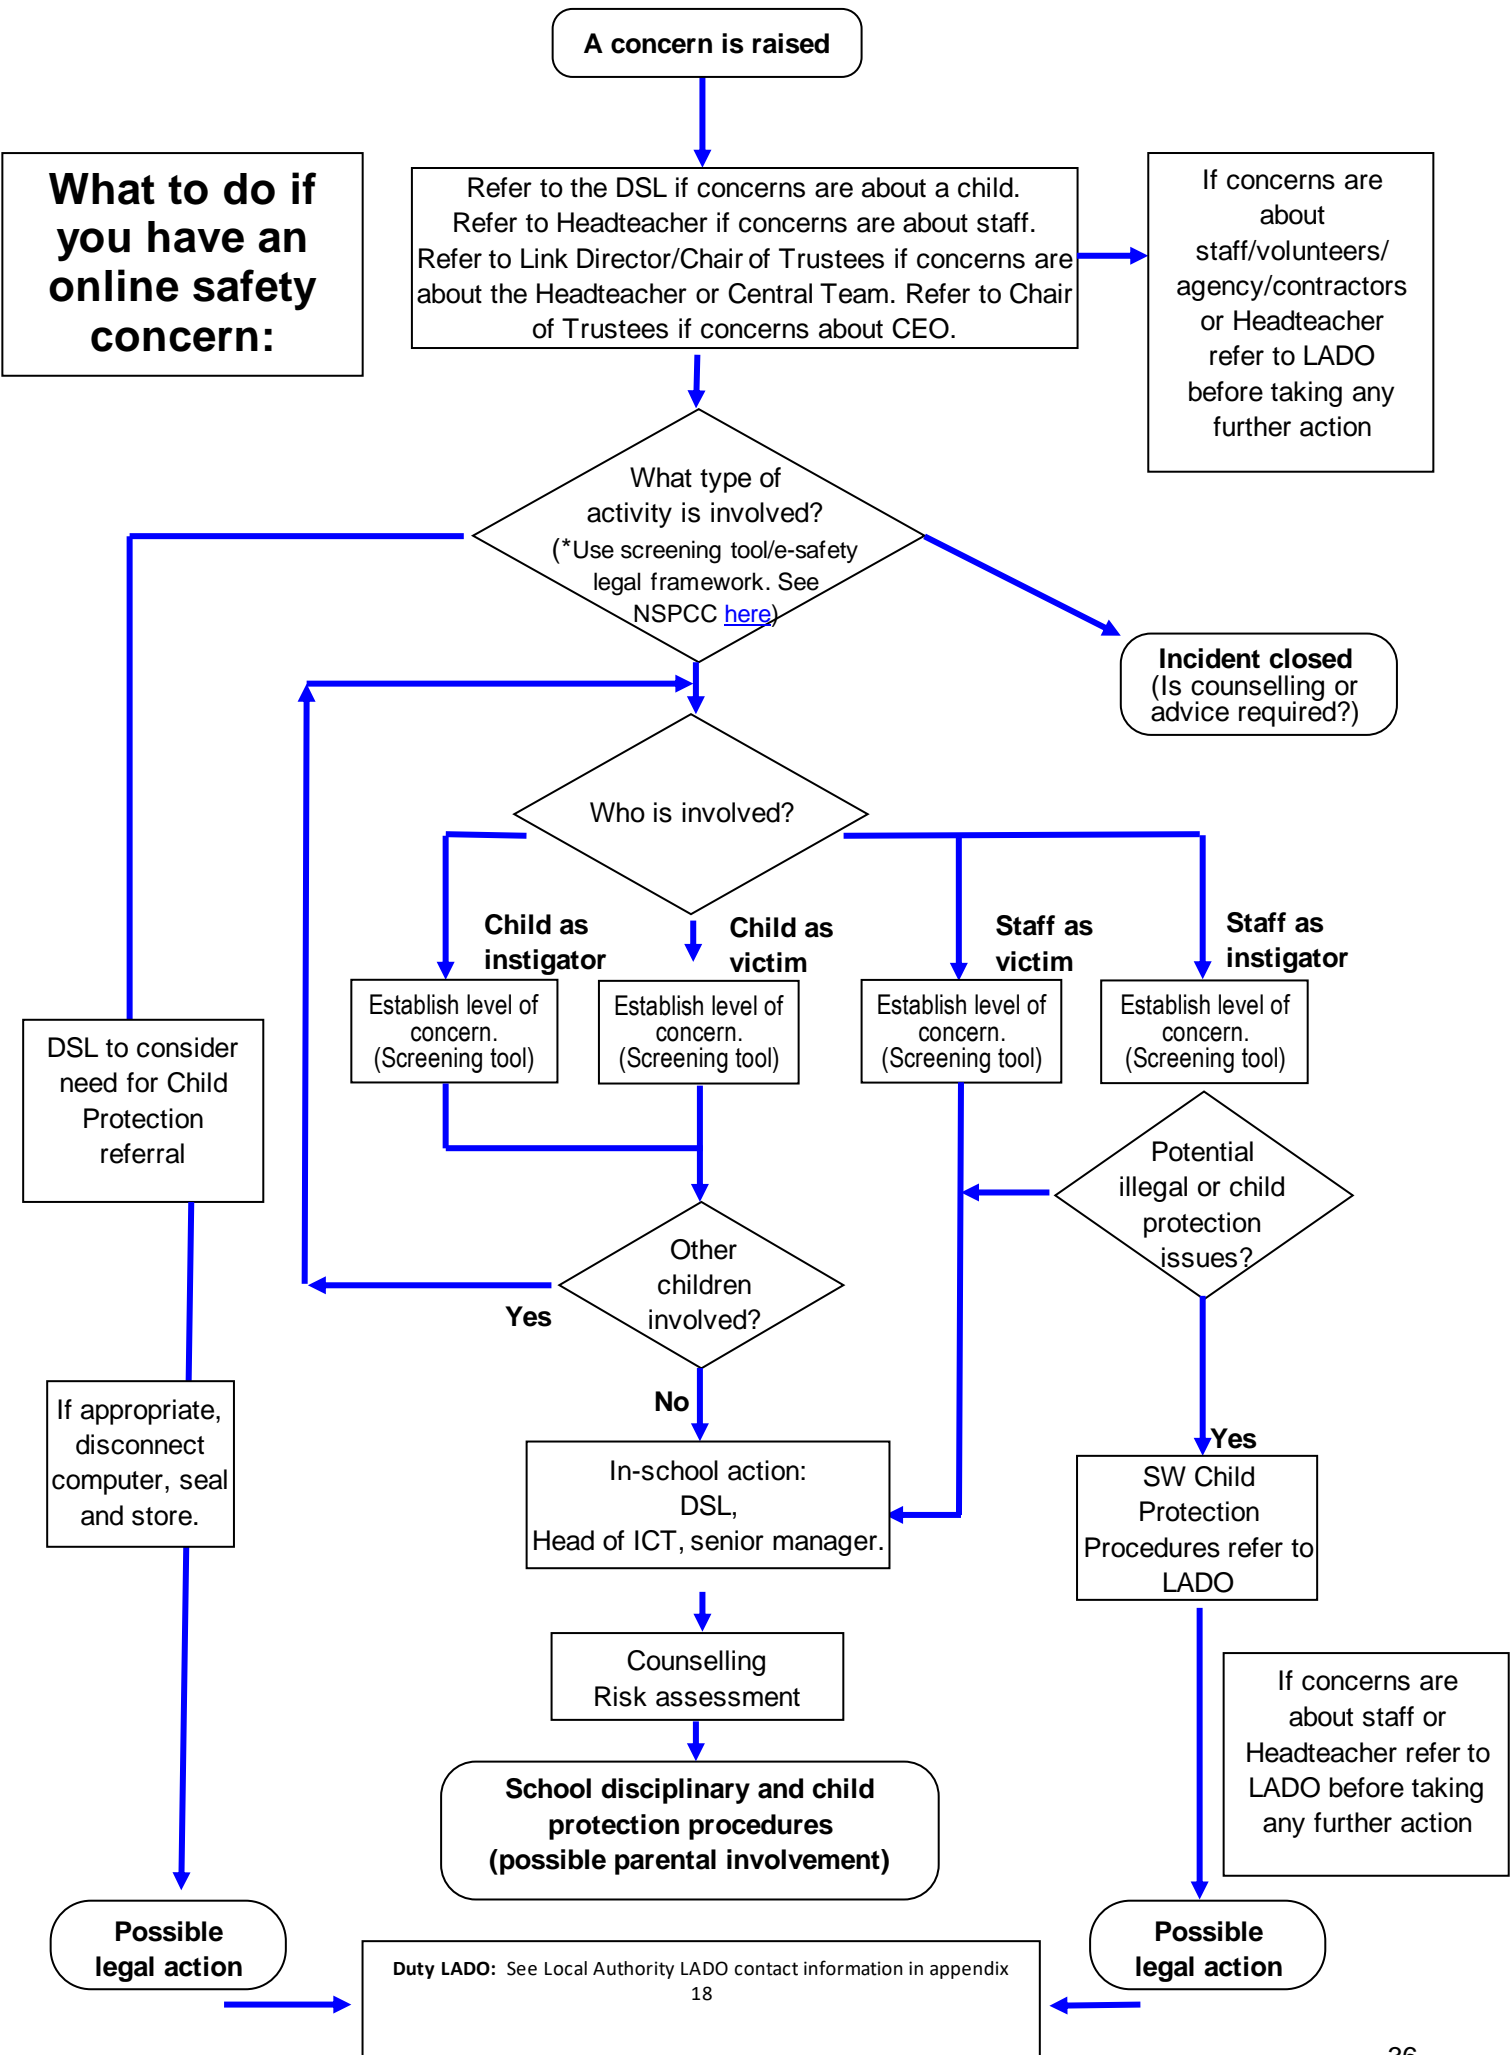 A concern is raised
What to do if
you have an
online safety
concern:
Refer to the DSL if concerns are about a child.
Refer to Headteacher if concerns are about staff.
Refer to Link Director/Chair of Trustees if concerns are
about the Headteacher or Central Team. Refer to Chair
of Trustees if concerns about CEO.
If concerns are
about
staff/volunteers/
agency/contractors
or Headteacher
refer to LADO
before taking any
further action
What type of
activity is involved?
(*Use screening tool/e-safety
legal framework. See
NSPCC here)
Incident closed
(Is counselling or
advice required?)
Who is involved?
Child as
instigator
Child as
victim
Staff as
victim
Staff as
instigator
Establish level of
concern.
(Screening tool)
Establish level of
concern.
(Screening tool)
Establish level of
concern.
(Screening tool)
Establish level of
concern.
(Screening tool)
DSL to consider
need for Child
Protection
referral
Potential
illegal or child
protection
issues?
Other
children
involved?
Yes
No
If appropriate,
disconnect
computer, seal
and store.
In-school action:
DSL,
Head of ICT, senior manager.
Yes
SW Child
Protection
Procedures refer to
LADO
Counselling
Risk assessment
If concerns are
about staff or
Headteacher refer to
LADO before taking
any further action
School disciplinary and child
protection procedures
(possible parental involvement)
Possible
legal action
Possible
legal action
Duty LADO: See Local Authority LADO contact information in appendix
18